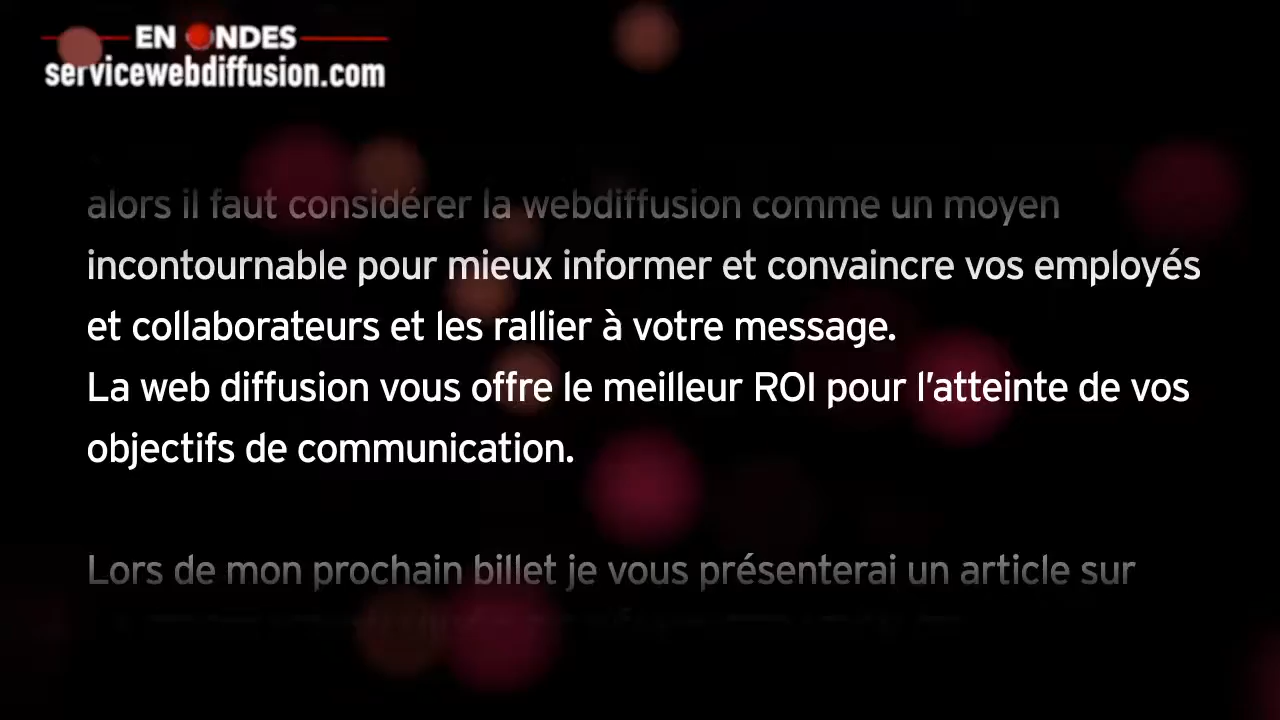 EN ONDES
servicewebdiffusion.com
alors il faut considérer la webdiffusion comme un moyen
incontournable pour mieux informer et convaincre vos employés
et collaborateurs et les rallier à votre message.
La web diffusion vous offre le meilleur ROI pour l'atteinte de vos
objectifs de communication.
Lors de mon prochain billet je vous présenterai un article sur